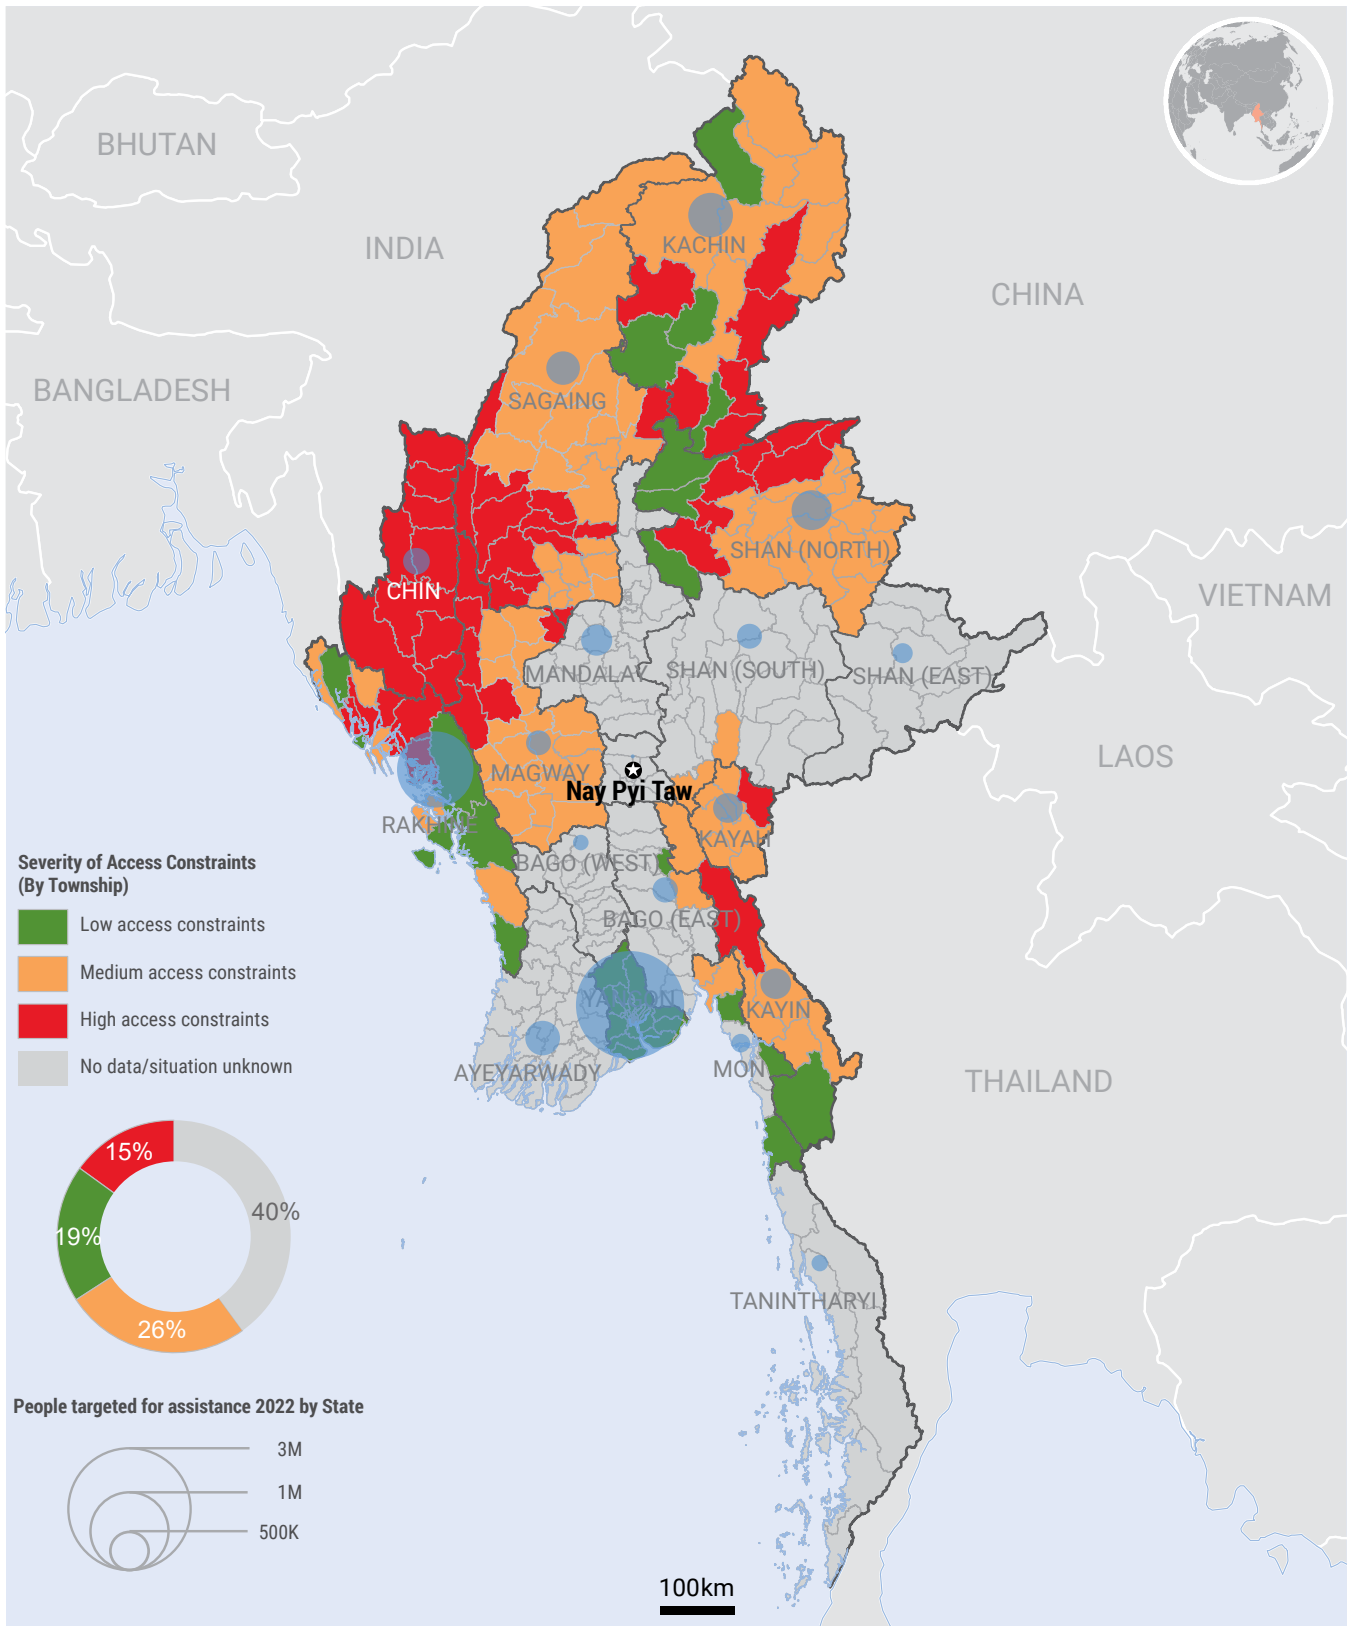 BHUTAN
INDIA
KACHIN
CHINA
BANGLADESH
SAGAING
SHAN (NORTH)
CHIN
VIETNAM
MANDALAY
SHAN (SOUTH)
SHAN (EAST)
LAOS
MAGWAY
Nay Pyi Taw
RAKHINE
KAYAH
BAGO (WEST)
BAGO (EAST)
YANGON
KAYIN
AYEYARWADY
MON
THAILAND
TANINTHARYI
Severity of Access Constraints
(By Township)
Low access constraints
Medium access constraints
High access constraints
No data/situation unknown
15%
40%
19%
26%
People targeted for assistance 2022 by State
3M
1M
500K
100km